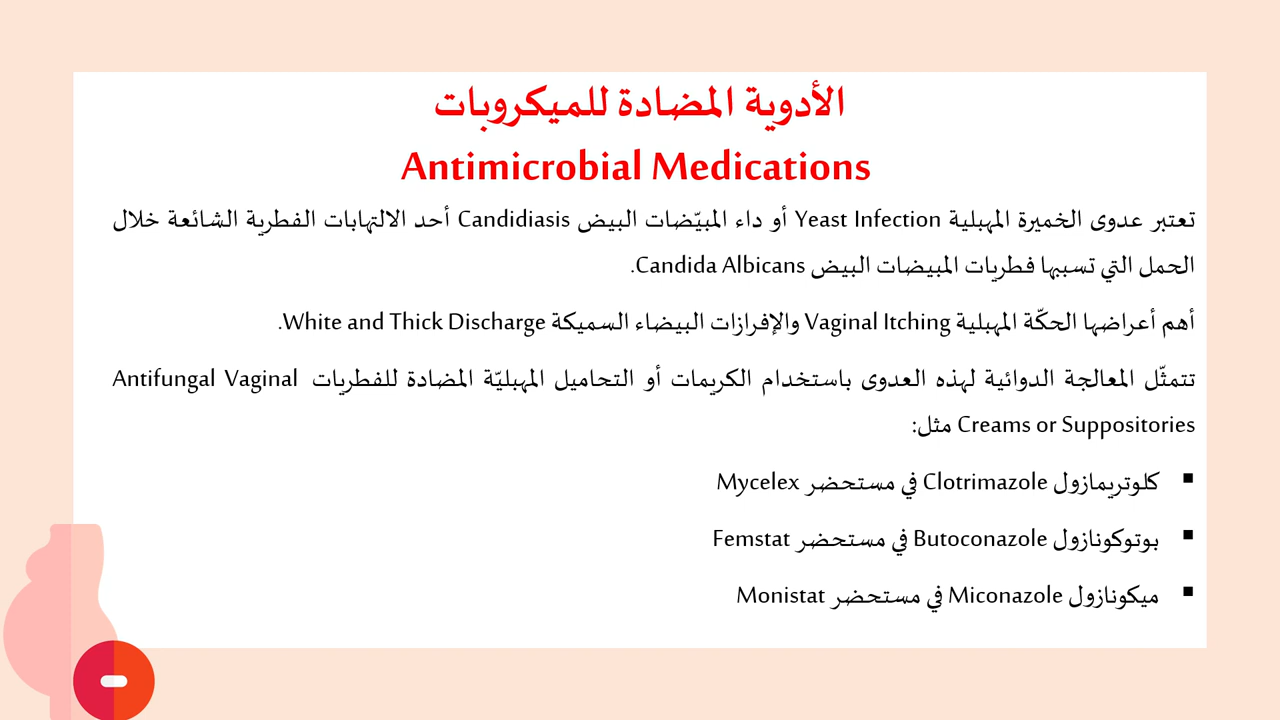 الأدوية المضادة للميكروبات
Antimicrobial Medications
تعتبر عدوى الخميرة المهبلية Yeast Infection أو داء المبيّضات البيض Candidiasis أحد الالتهابات الفطرية الشائعة خلال
الحمل التي تسببها فطريات المبيضات البيض Candida Albicans.
أهم أعراضها الحكّة المهبلية Vaginal Itching والإفرازات البيضاء السميكة White and Thick Discharge.
تتمثّل المعالجة الدوائية لهذه العدوى باستخدام الكريمات أو التحاميل المهبليّة المضادة للفطريات Antifungal Vaginal
Creams or Suppositories مثل:
▪ كلوتريمازول Clotrimazole في مستحضر Mycelex
▪ بوتوكونازول Butoconazole في مستحضر Femstat
▪ ميكونازول Miconazole في مستحضر Monistat